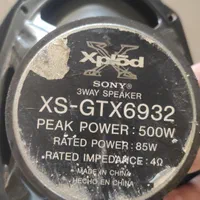 Xplōd
SONY®
3WAY SPEAKER
XS-GTX6932
PEAK POWER : 500W
RATED POWER : 85W
RATED IMPEDANCE : 4Ω
MADE IN CHINA
HECHO EN CHINA